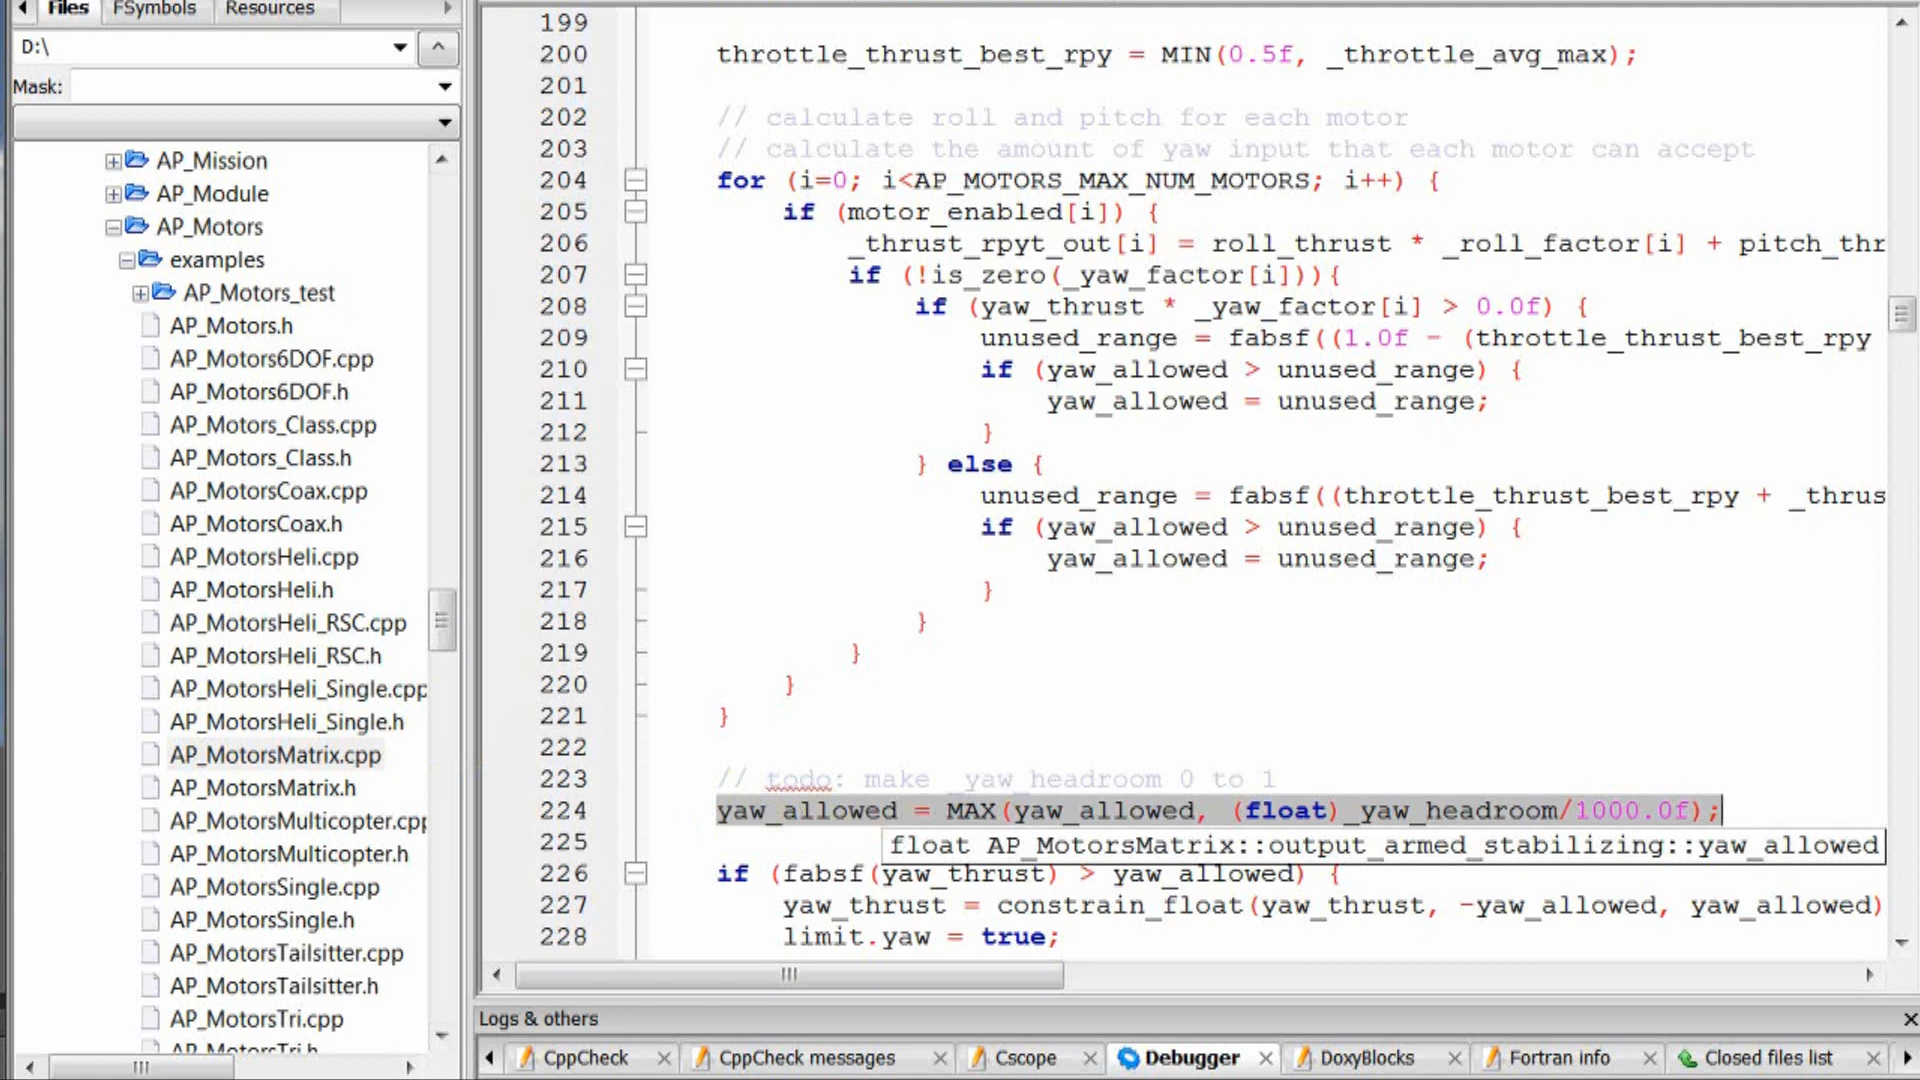 Files
FSymbols
Resources
D:\
Mask:
AP_Mission
AP_Module
AP_Motors
examples
AP_Motors_test
AP_Motors.h
AP_Motors6DOF.cpp
AP_Motors6DOF.h
AP_Motors_Class.cpp
AP_Motors_Class.h
AP_MotorsCoax.cpp
AP_MotorsCoax.h
AP_MotorsHeli.cpp
AP_MotorsHeli.h
AP_MotorsHeli_RSC.cpp
AP_MotorsHeli_RSC.h
AP_MotorsHeli_Single.cpp
AP_MotorsHeli_Single.h
AP_MotorsMatrix.cpp
AP_MotorsMatrix.h
AP_MotorsMulticopter.cpp
AP_MotorsMulticopter.h
AP_MotorsSingle.cpp
AP_MotorsSingle.h
AP_MotorsTailsitter.cpp
AP_MotorsTailsitter.h
AP_MotorsTri.cpp
AP_MotorsTri.h
199
200 throttle_thrust_best_rpy = MIN(0.5f, _throttle_avg_max);
201
202 // calculate roll and pitch for each motor
203 // calculate the amount of yaw input that each motor can accept
204 for (i=0; i<AP_MOTORS_MAX_NUM_MOTORS; i++) {
205 if (motor_enabled[i]) {
206 _thrust_rpyt_out[i] = roll_thrust * _roll_factor[i] + pitch_thr
207 if (!is_zero(_yaw_factor[i])){
208 if (yaw_thrust * _yaw_factor[i] > 0.0f) {
209 unused_range = fabsf((1.0f - (throttle_thrust_best_rpy
210 if (yaw_allowed > unused_range) {
211 yaw_allowed = unused_range;
212 }
213 } else {
214 unused_range = fabsf((throttle_thrust_best_rpy + _thrus
215 if (yaw_allowed > unused_range) {
216 yaw_allowed = unused_range;
217 }
218 }
219 }
220 }
221 }
222
223 // todo: make _yaw_headroom 0 to 1
224 yaw_allowed = MAX(yaw_allowed, (float)_yaw_headroom/1000.0f);
225 float AP_MotorsMatrix::output_armed_stabilizing::yaw_allowed
226 if (fabsf(yaw_thrust) > yaw_allowed) {
227 yaw_thrust = constrain_float(yaw_thrust, -yaw_allowed, yaw_allowed)
228 limit.yaw = true;
Logs & others
CppCheck
CppCheck messages
Cscope
Debugger
DoxyBlocks
Fortran info
Closed files list